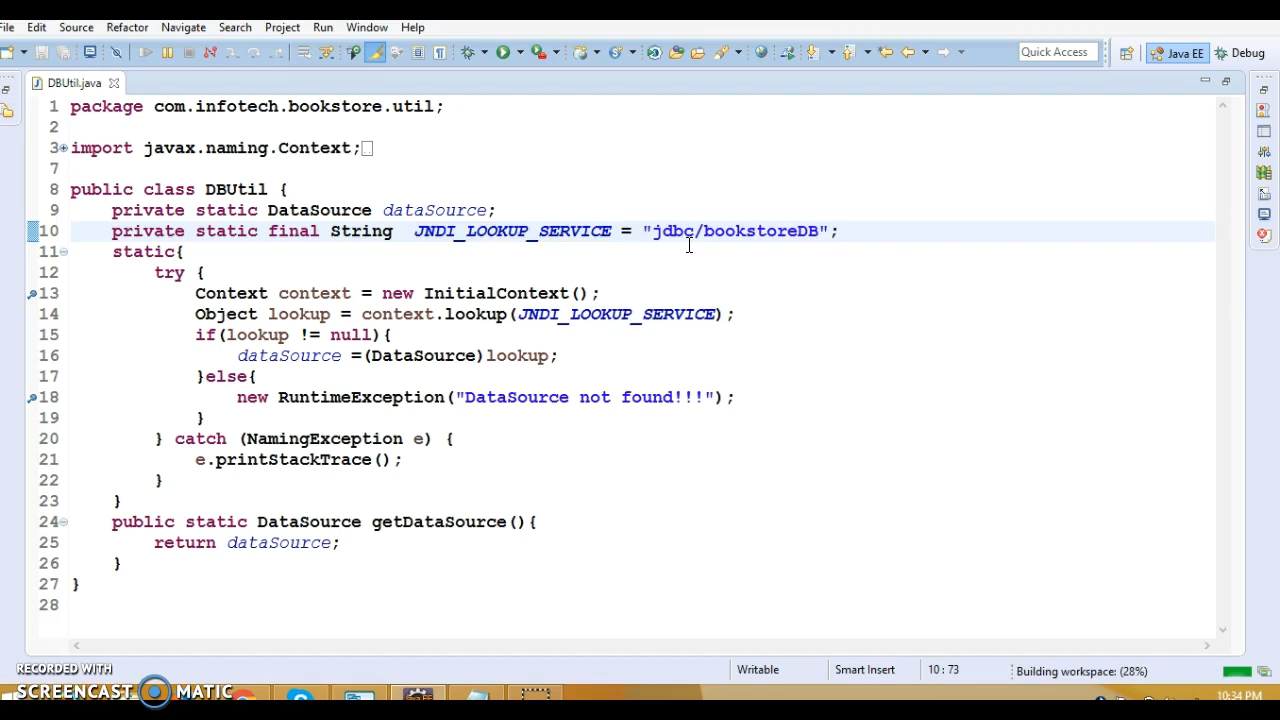 File Edit Source Refactor Navigate Search Project Run Window Help
Quick Access Java EE Debug
DBUtil.java
1 package com.infotech.bookstore.util;
2
3 import javax.naming.Context;
7
8 public class DBUtil {
9 private static DataSource dataSource;
10 private static final String JNDI_LOOKUP_SERVICE = "jdbc/bookstoreDB";
11 static{
12 try {
13 Context context = new InitialContext();
14 Object lookup = context.lookup(JNDI_LOOKUP_SERVICE);
15 if(lookup != null){
16 dataSource =(DataSource)lookup;
17 }else{
18 new RuntimeException("DataSource not found!!!");
19 }
20 } catch (NamingException e) {
21 e.printStackTrace();
22 }
23 }
24 public static DataSource getDataSource(){
25 return dataSource;
26 }
27 }
28
Writable Smart Insert 10 : 73 Building workspace: (28%)
RECORDED WITH
SCREENCAST MATIC
10:34 PM